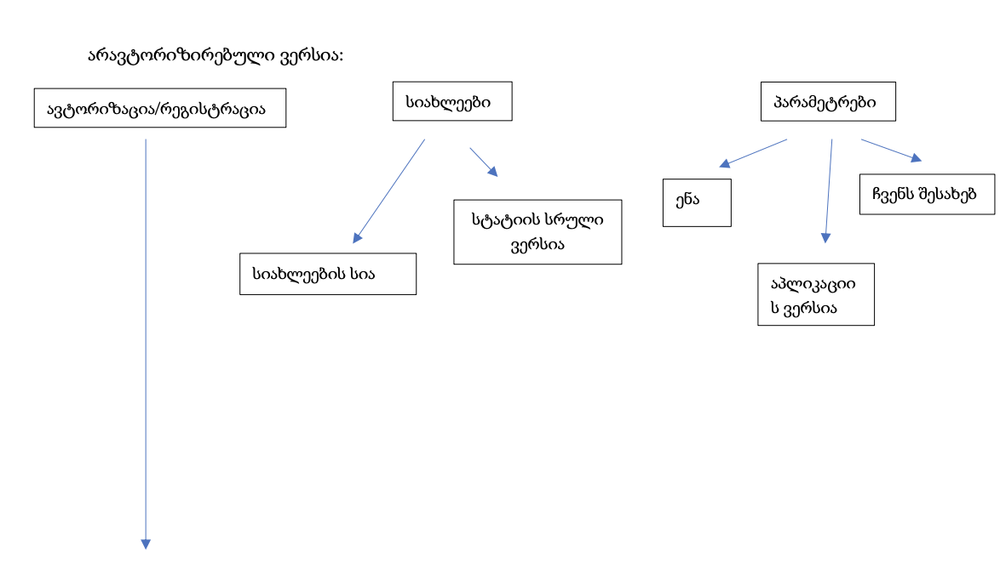 არავტორიზირებული ვერსია:
ავტორიზაცია/რეგისტრაცია
სიახლეები
პარამეტრები
ენა
ჩვენს შესახებ
სტატიის სრული
ვერსია
სიახლეების სია
აპლიკაციი
ს ვერსია